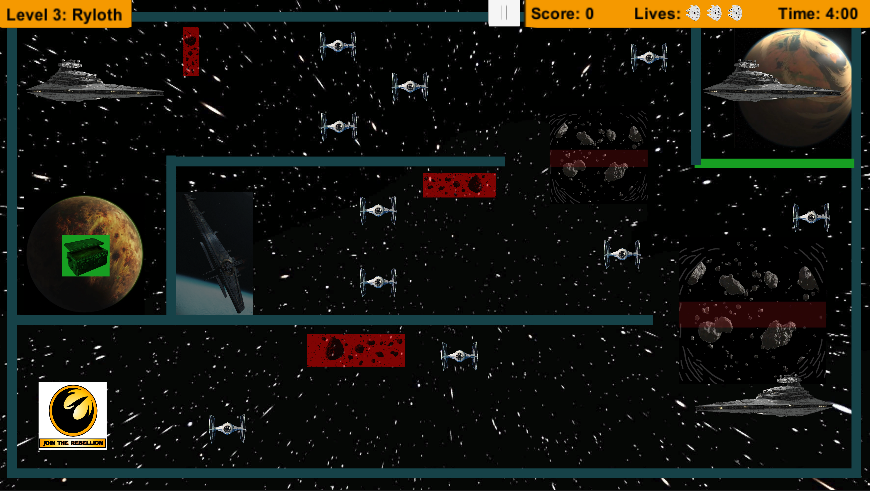 Level 3: Ryloth
Score: 0
Lives:
Time: 4:00
JOIN THE REBELLION